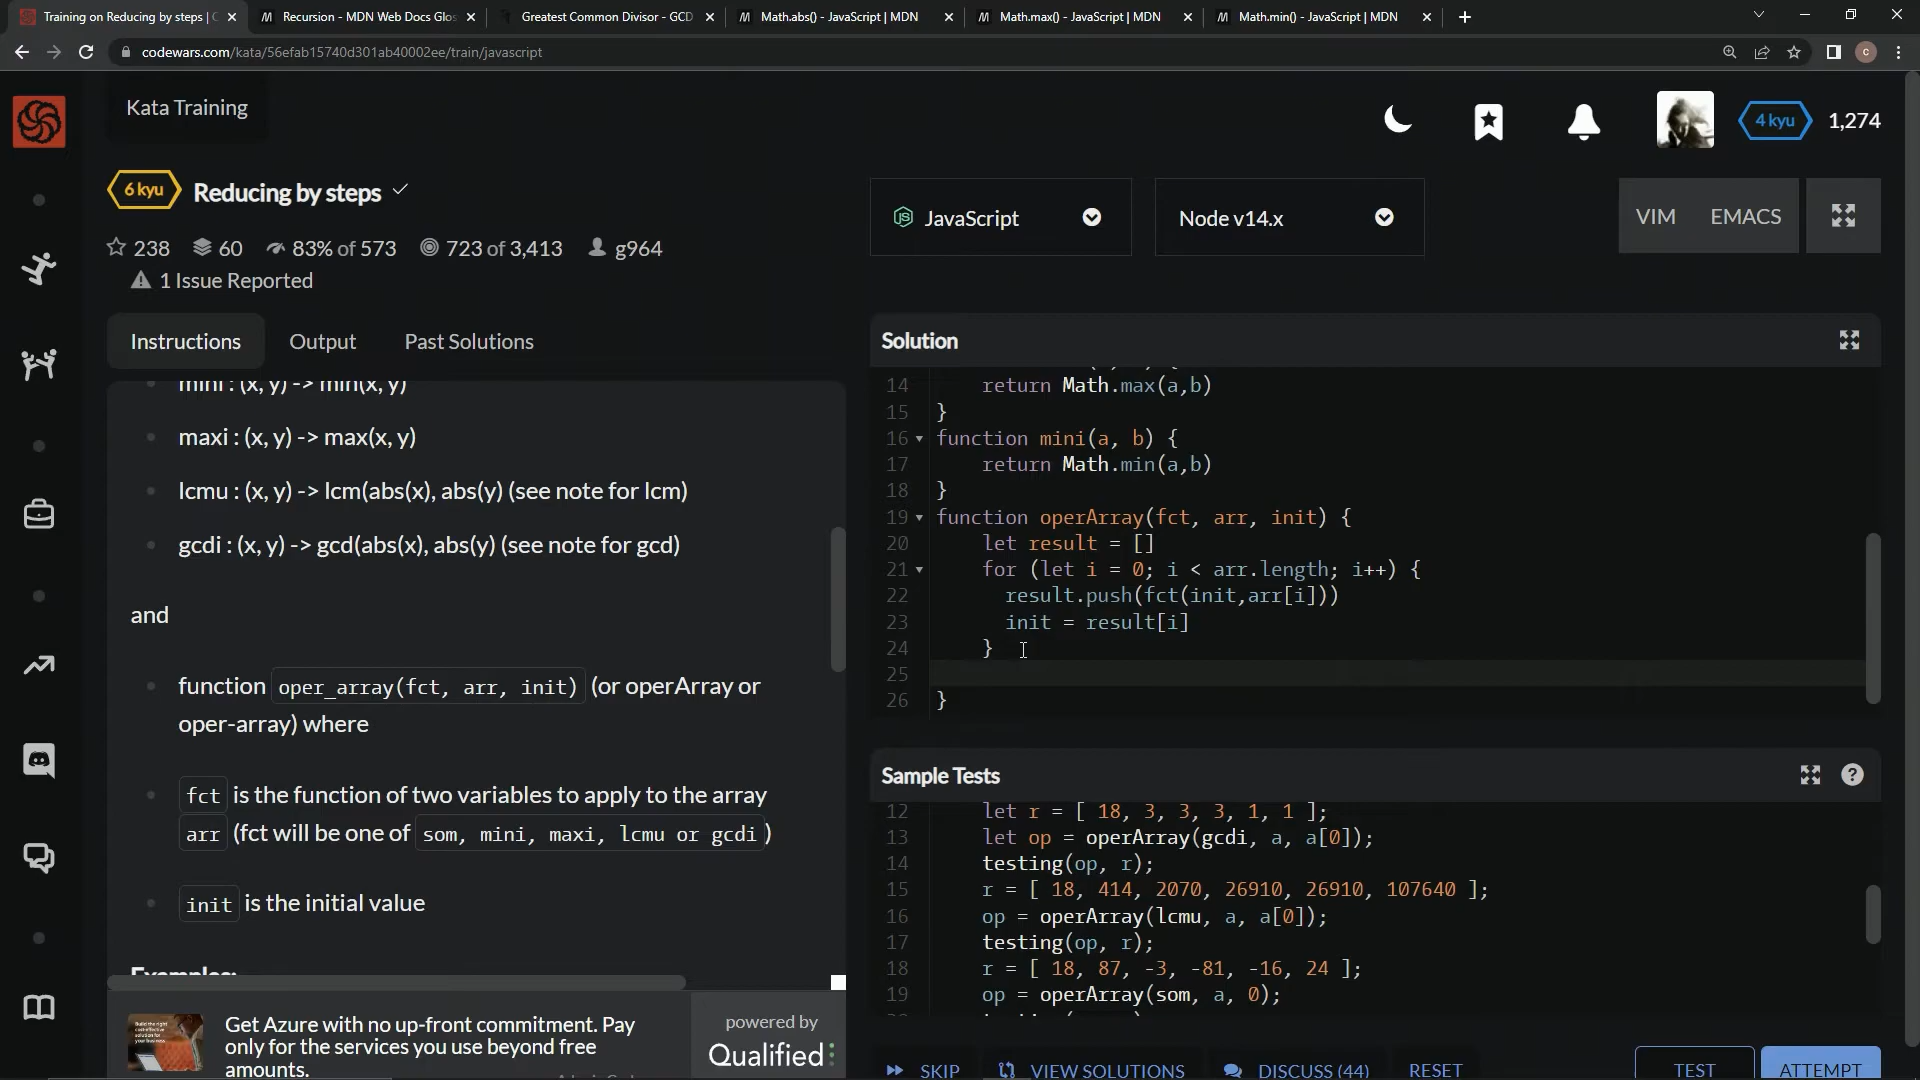 Training on Reducing by steps | C
Recursion - MDN Web Docs Glos
Greatest Common Divisor - GCD
Math.abs() - JavaScript | MDN
Math.max() - JavaScript | MDN
Math.min() - JavaScript | MDN
codewars.com/kata/56efab15740d301ab40002ee/train/javascript
C
Kata Training
4 kyu
1,274
6 kyu
Reducing by steps
238
60
83% of 573
723 of 3,413
g964
1 Issue Reported
JavaScript
Node v14.x
VIM
EMACS
Instructions
Output
Past Solutions
mini : (x, y) -> min(x, y)
maxi : (x, y) -> max(x, y)
lcmu : (x, y) -> lcm(abs(x), abs(y) (see note for lcm)
gcdi : (x, y) -> gcd(abs(x), abs(y) (see note for gcd)
and
function oper_array(fct, arr, init) (or operArray or
oper-array) where
fct is the function of two variables to apply to the array
arr (fct will be one of som, mini, maxi, lcmu or gcdi)
init is the initial value
Examples:
Get Azure with no up-front commitment. Pay
only for the services you use beyond free
amounts.
powered by
Qualified
Solution
14 return Math.max(a,b)
15 }
16 function mini(a, b) {
17 return Math.min(a,b)
18 }
19 function operArray(fct, arr, init) {
20 let result = []
21 for (let i = 0; i < arr.length; i++) {
22 result.push(fct(init,arr[i]))
23 init = result[i]
24 }
25
26 }
Sample Tests
12 let r = [ 18, 3, 3, 3, 1, 1 ];
13 let op = operArray(gcdi, a, a[0]);
14 testing(op, r);
15 r = [ 18, 414, 2070, 26910, 26910, 107640 ];
16 op = operArray(lcmu, a, a[0]);
17 testing(op, r);
18 r = [ 18, 87, -3, -81, -16, 24 ];
19 op = operArray(som, a, 0);
SKIP
VIEW SOLUTIONS
DISCUSS (44)
RESET
TEST
ATTEMPT